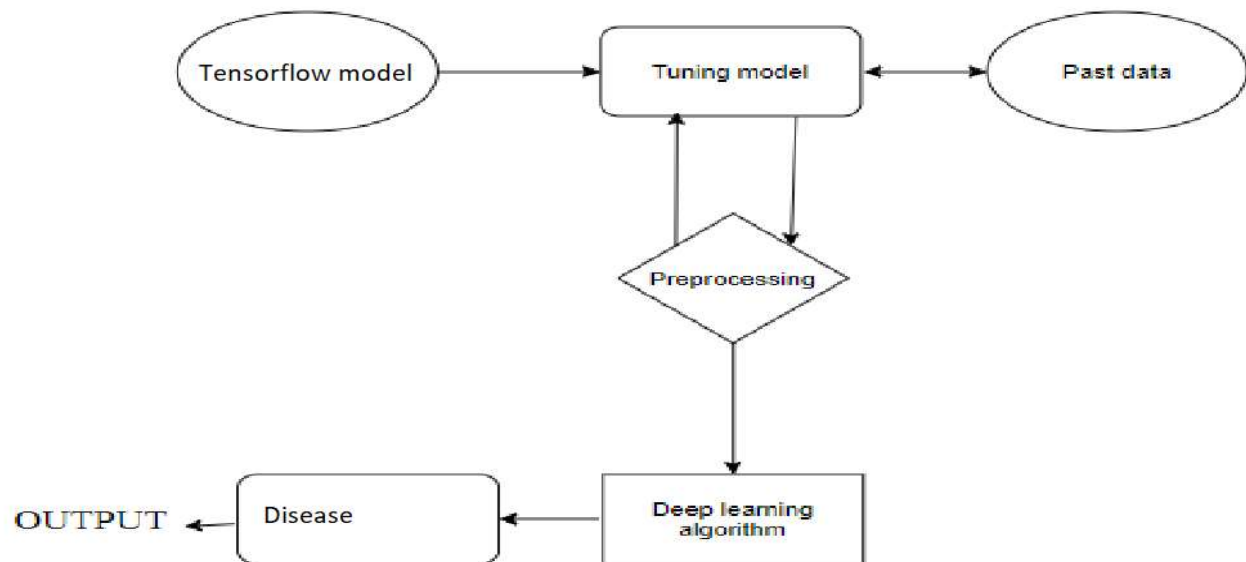 Tensorflow model
Tuning model
Past data
Preprocessing
Deep learning
algorithm
Disease
OUTPUT